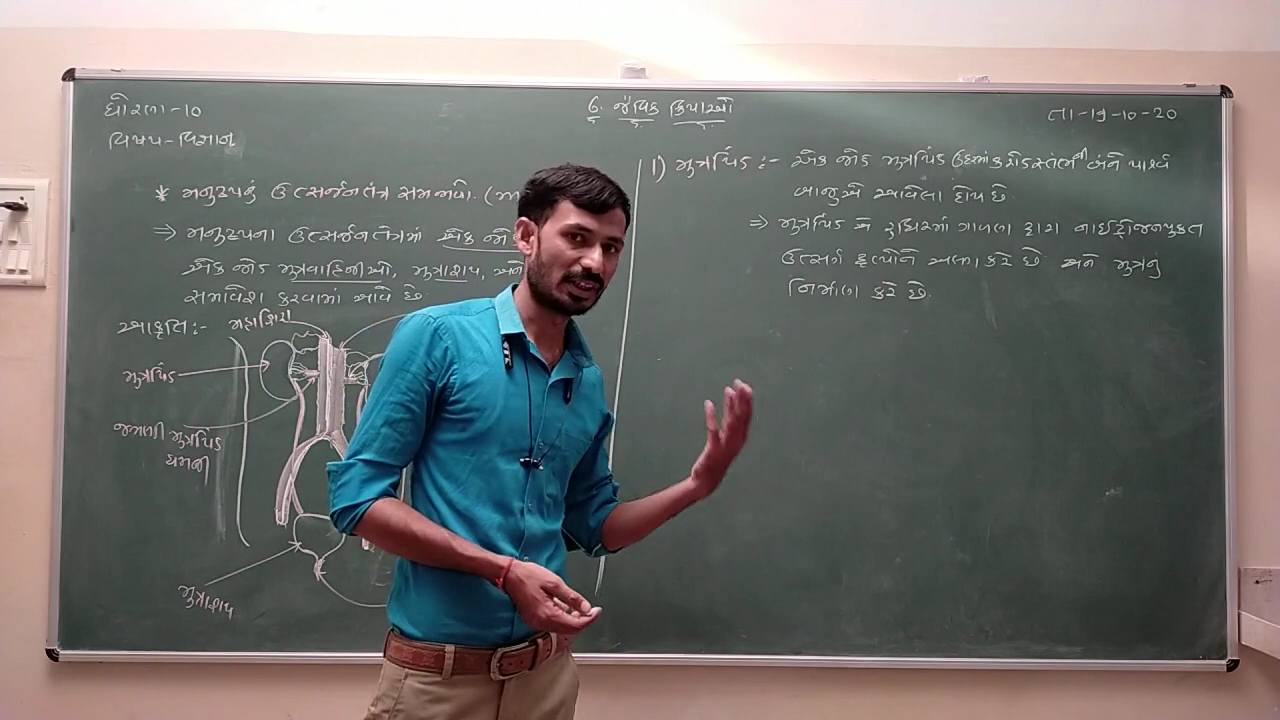 ધોરણ-10
વિષય-વિજ્ઞાન
6. જૈવિક ક્રિયાઓ
તા-19-10-20
* મનુષ્યનું ઉત્સર્જનતંત્ર સમજાવો.
⇒ મનુષ્યના ઉત્સર્જનતંત્રમાં એક જો
એક જોડ મૂત્રવાહિનીઓ, મૂત્રાશય, અને
સમાવેશ કરવામાં આવે છે
આકૃતિ:-
મહાશિરા
મૂત્રપિંડ
જમણી મૂત્રપિંડ
ધમની
મૂત્રાશય
1) મૂત્રપિંડ :- એક જોડ મૂત્રપિંડ ઉદરમાં કરોડસ્તંભની બંને પાર્શ્વ
બાજુએ આવેલા હોય છે.
⇒ મૂત્રપિંડ એ રુધિરમાં ગાળણ દ્વારા નાઈટ્રોજનયુક્ત
ઉત્સર્ગ દ્રવ્યોને અલગ કરે છે અને મૂત્રનું
નિર્માણ કરે છે.